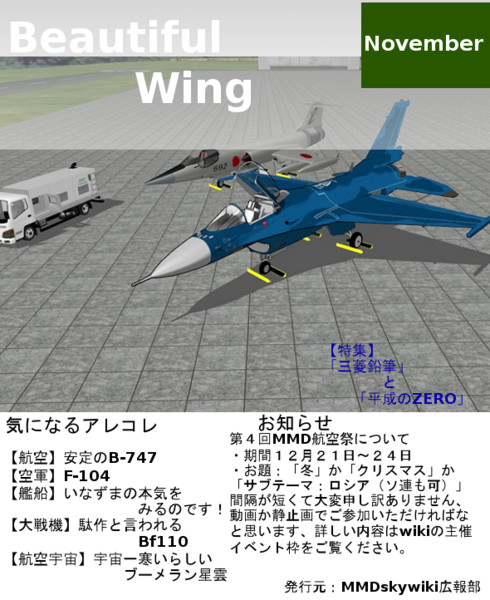 Beautiful
Wing
November
692
【特集】
「三菱鉛筆」
と
「平成のZERO」
気になるアレコレ
【航空】安定のB-747
【空軍】F-104
【艦船】いなずまの本気を
みるのです！
【大戦機】駄作と言われる
Bf110
【航空宇宙】宇宙一寒いらしい
ブーメラン星雲
お知らせ
第４回MMD航空祭について
・期間１２月２１日～２４日
・お題：「冬」か「クリスマス」か
「サブテーマ：ロシア（ソ連も可）」
間隔が短くて大変申し訳ありません、
動画か静止画でご参加いただければな
と思います、詳しい内容はwikiの主催
イベント枠をご覧ください。
発行元：MMDskywiki広報部